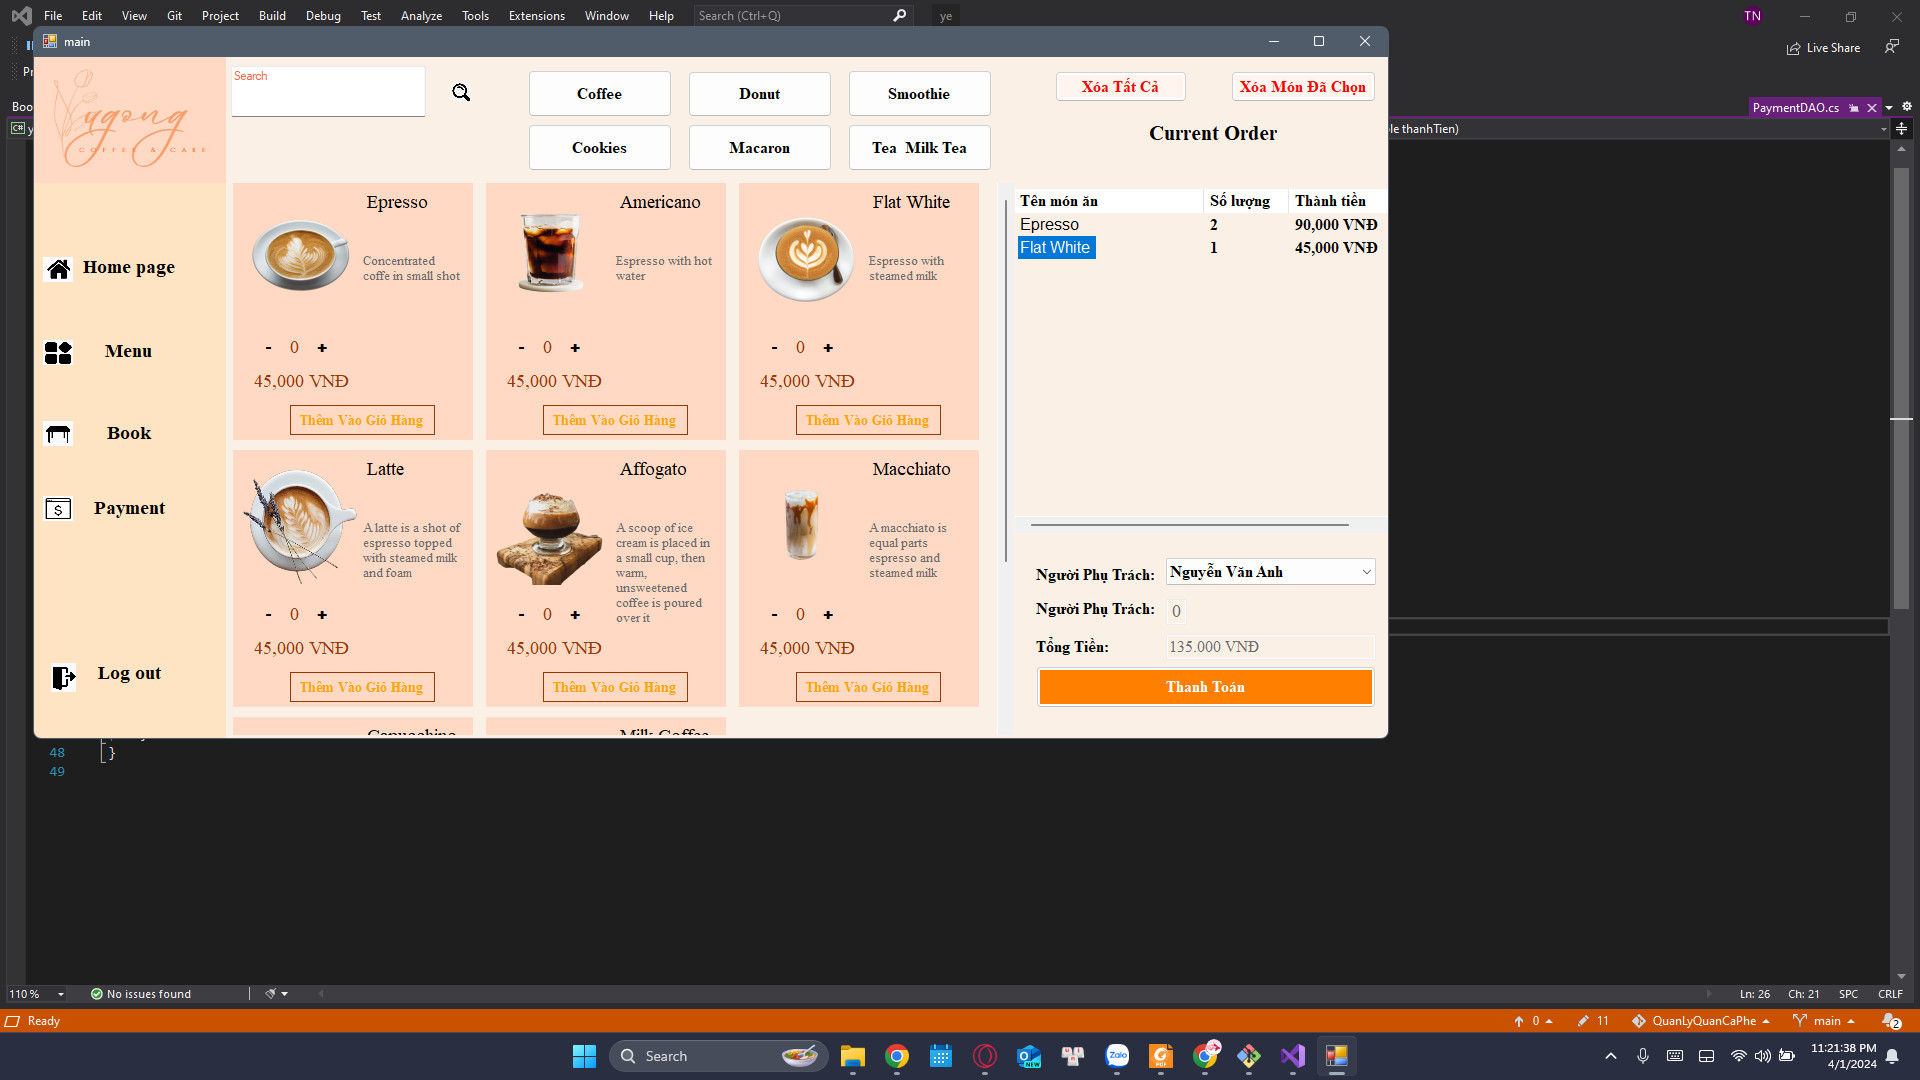 File Edit View Git Project Build Debug Test Analyze Tools Extensions Window Help Search (Ctrl+Q) ye TN
main
Live Share
Yugong
COFFEE & CAKE
Search
Coffee Donut Smoothie
Cookies Macaron Tea Milk Tea
Xóa Tất Cả Xóa Món Đã Chọn
Current Order
PaymentDAO.cs
le thanhTien)
Home page
Menu
Book
Payment
Log out
Epresso
Concentrated
coffe in small shot
- 0 +
45,000 VNĐ
Thêm Vào Giỏ Hàng
Americano
Espresso with hot
water
- 0 +
45,000 VNĐ
Thêm Vào Giỏ Hàng
Flat White
Espresso with
steamed milk
- 0 +
45,000 VNĐ
Thêm Vào Giỏ Hàng
Latte
A latte is a shot of
espresso topped
with steamed milk
and foam
- 0 +
45,000 VNĐ
Thêm Vào Giỏ Hàng
Affogato
A scoop of ice
cream is placed in
a small cup, then
warm,
unsweetened
coffee is poured
over it
- 0 +
45,000 VNĐ
Thêm Vào Giỏ Hàng
Macchiato
A macchiato is
equal parts
espresso and
steamed milk
- 0 +
45,000 VNĐ
Thêm Vào Giỏ Hàng
Capucchino
Milk Coffee
Tên món ăn Số lượng Thành tiền
Epresso 2 90,000 VNĐ
Flat White 1 45,000 VNĐ
Người Phụ Trách: Nguyễn Văn Anh
Người Phụ Trách: 0
Tổng Tiền: 135.000 VNĐ
Thanh Toán
48 }
49
110 % No issues found Ln: 26 Ch: 21 SPC CRLF
Ready 0 11 QuanLyQuanCaPhe main 2
Search
11:21:38 PM
4/1/2024